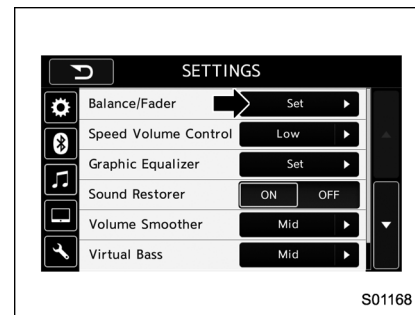 SETTINGS
Balance/Fader Set
Speed Volume Control Low
Graphic Equalizer Set
Sound Restorer ON OFF
Volume Smoother Mid
Virtual Bass Mid
S01168